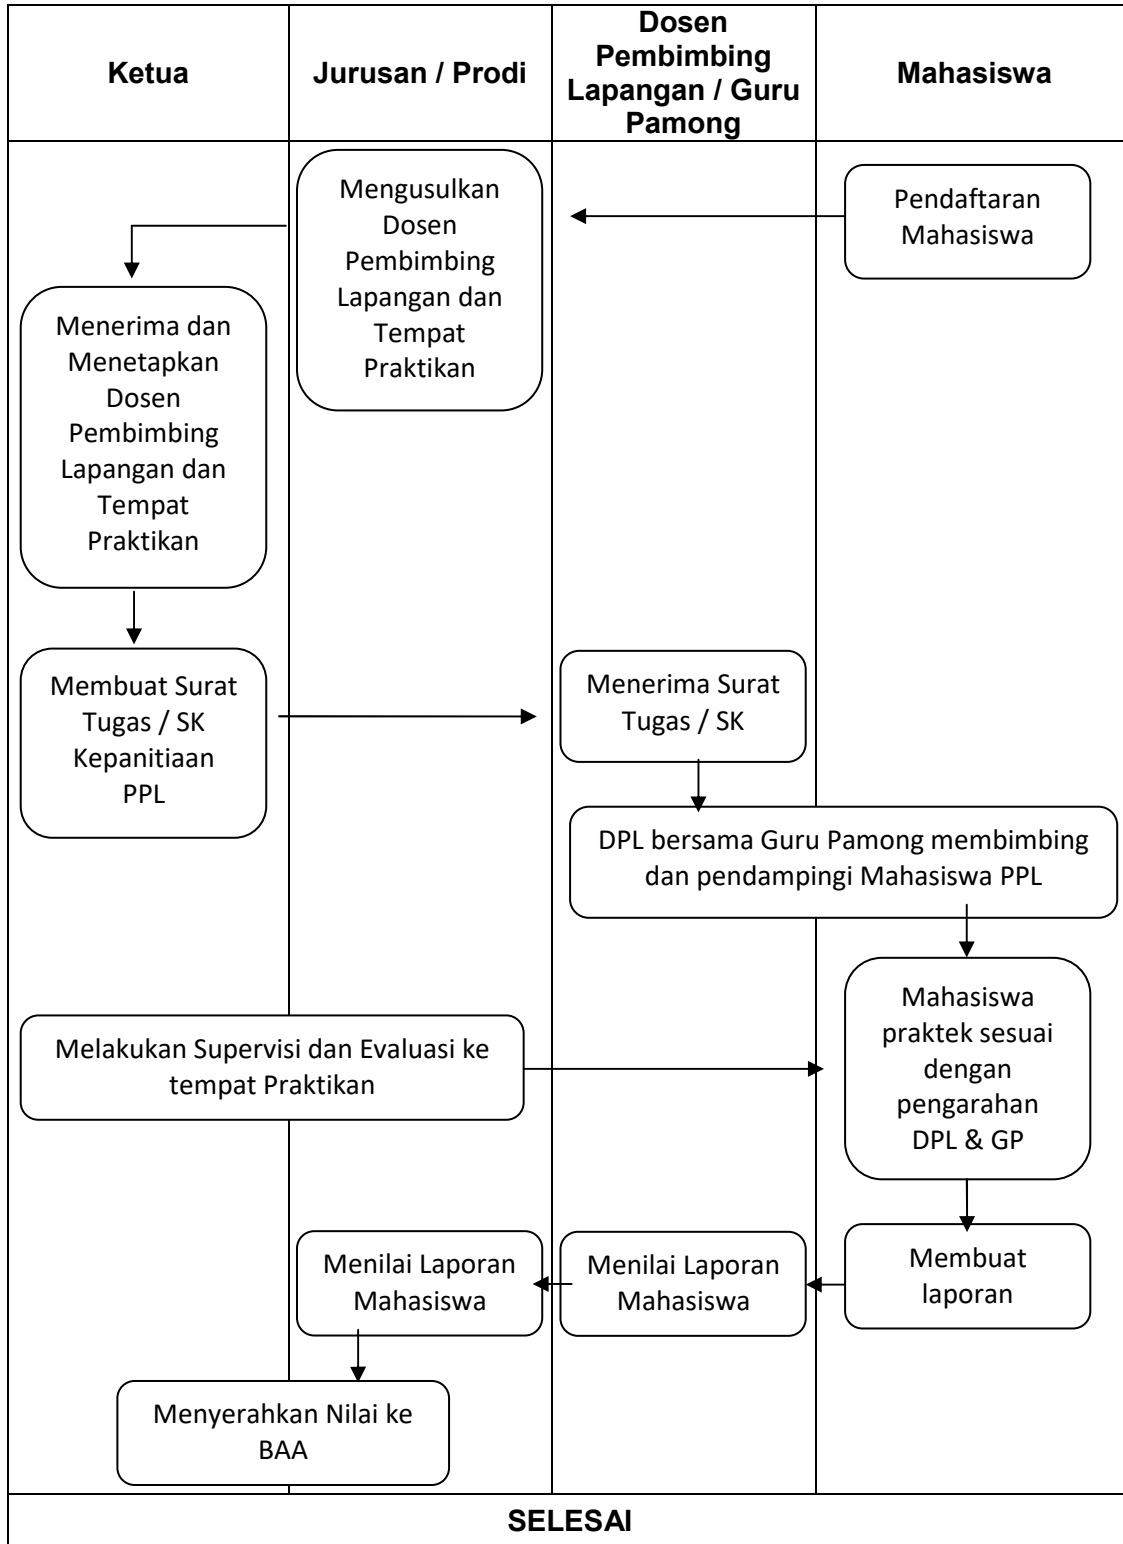 Ketua
Jurusan / Prodi
Dosen
Pembimbing
Lapangan / Guru
Pamong
Mahasiswa
Pendaftaran
Mahasiswa
Mengusulkan
Dosen
Pembimbing
Lapangan dan
Tempat
Praktikan
Menerima dan
Menetapkan
Dosen
Pembimbing
Lapangan dan
Tempat
Praktikan
Membuat Surat
Tugas / SK
Kepanitiaan
PPL
Menerima Surat
Tugas / SK
DPL bersama Guru Pamong membimbing
dan pendampingi Mahasiswa PPL
Mahasiswa
praktek sesuai
dengan
pengarahan
DPL & GP
Melakukan Supervisi dan Evaluasi ke
tempat Praktikan
Membuat
laporan
Menilai Laporan
Mahasiswa
Menilai Laporan
Mahasiswa
Menyerahkan Nilai ke
BAA
SELESAI